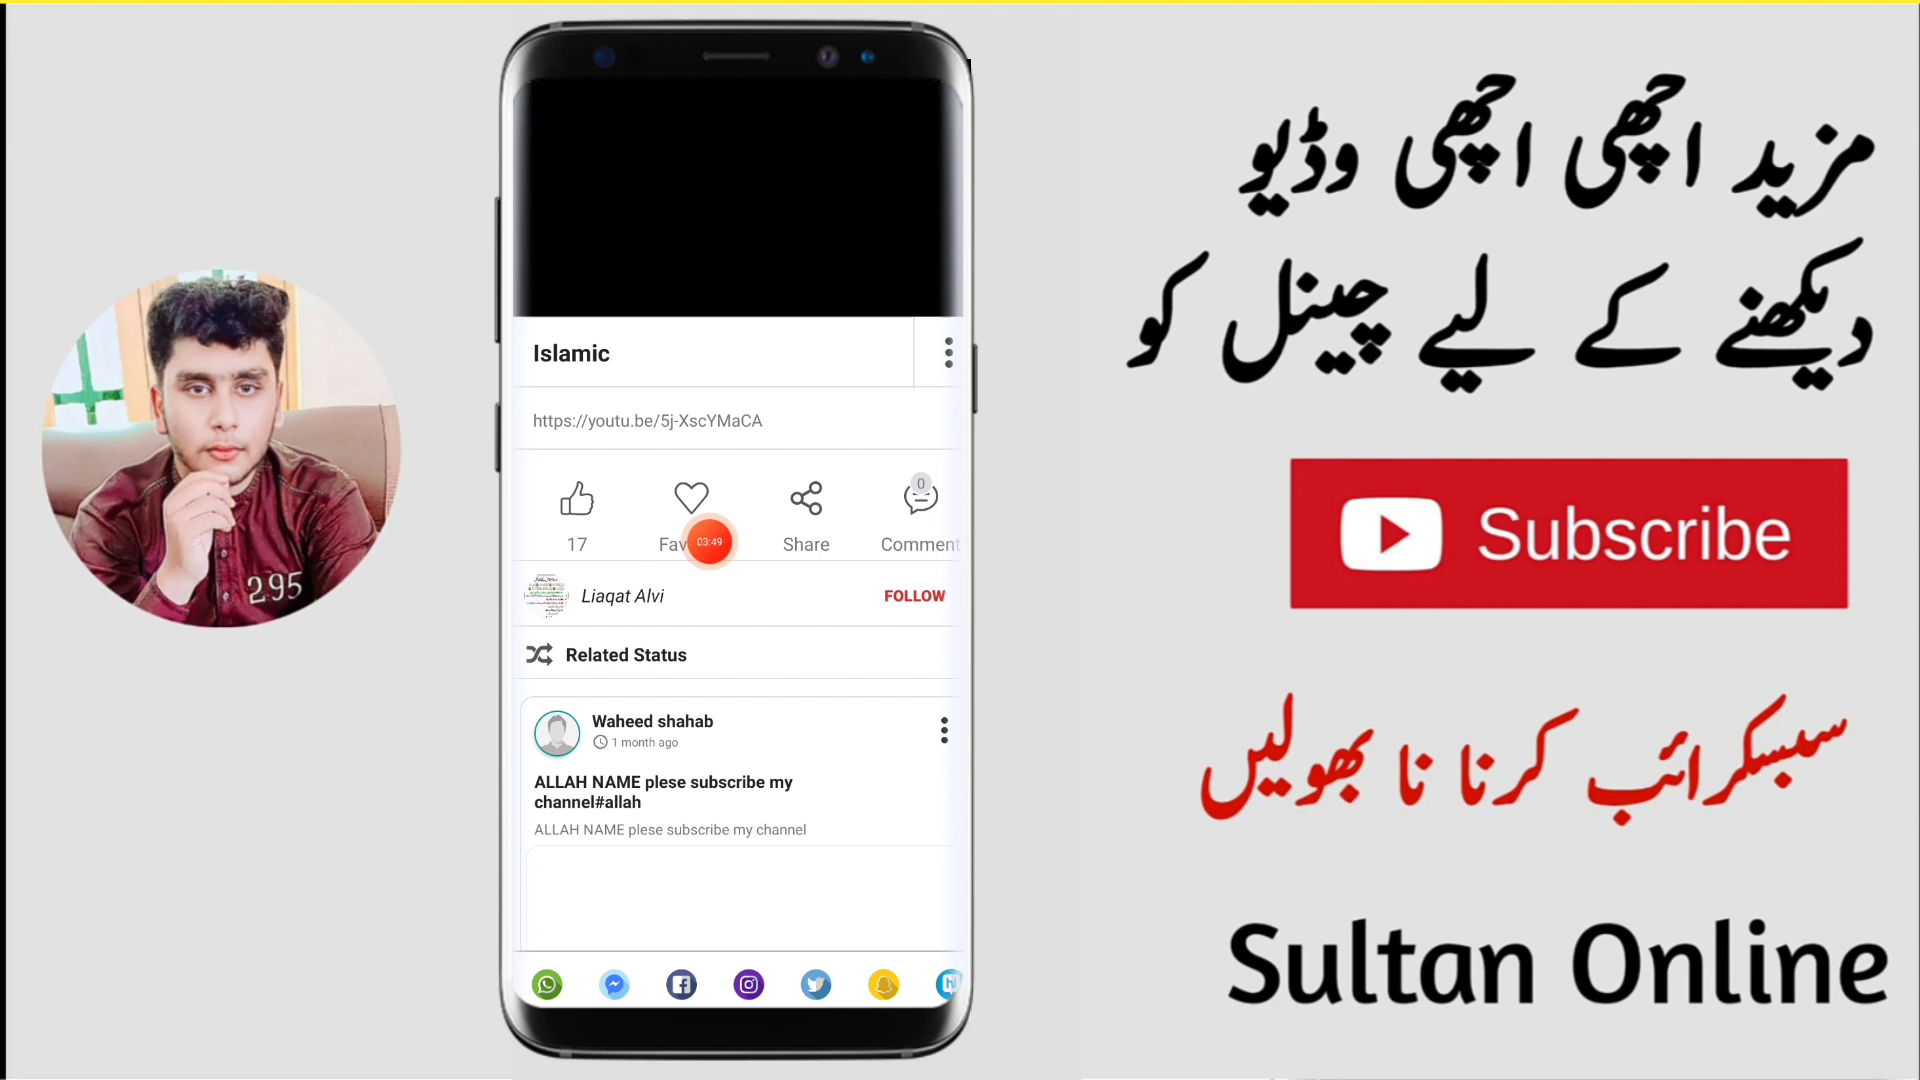 مزید اچھی اچھی وڈیو
دیکھنے کے لیے چینل کو
Subscribe
سبسکرائب کرنا نا بھولیں
Sultan Online
295
Islamic
https://youtu.be/5j-XscYMaCA
0
17
Fav
03:49
Share
Comment
Liaqat Alvi
FOLLOW
Related Status
Waheed shahab
1 month ago
ALLAH NAME plese subscribe my
channel#allah
ALLAH NAME plese subscribe my channel